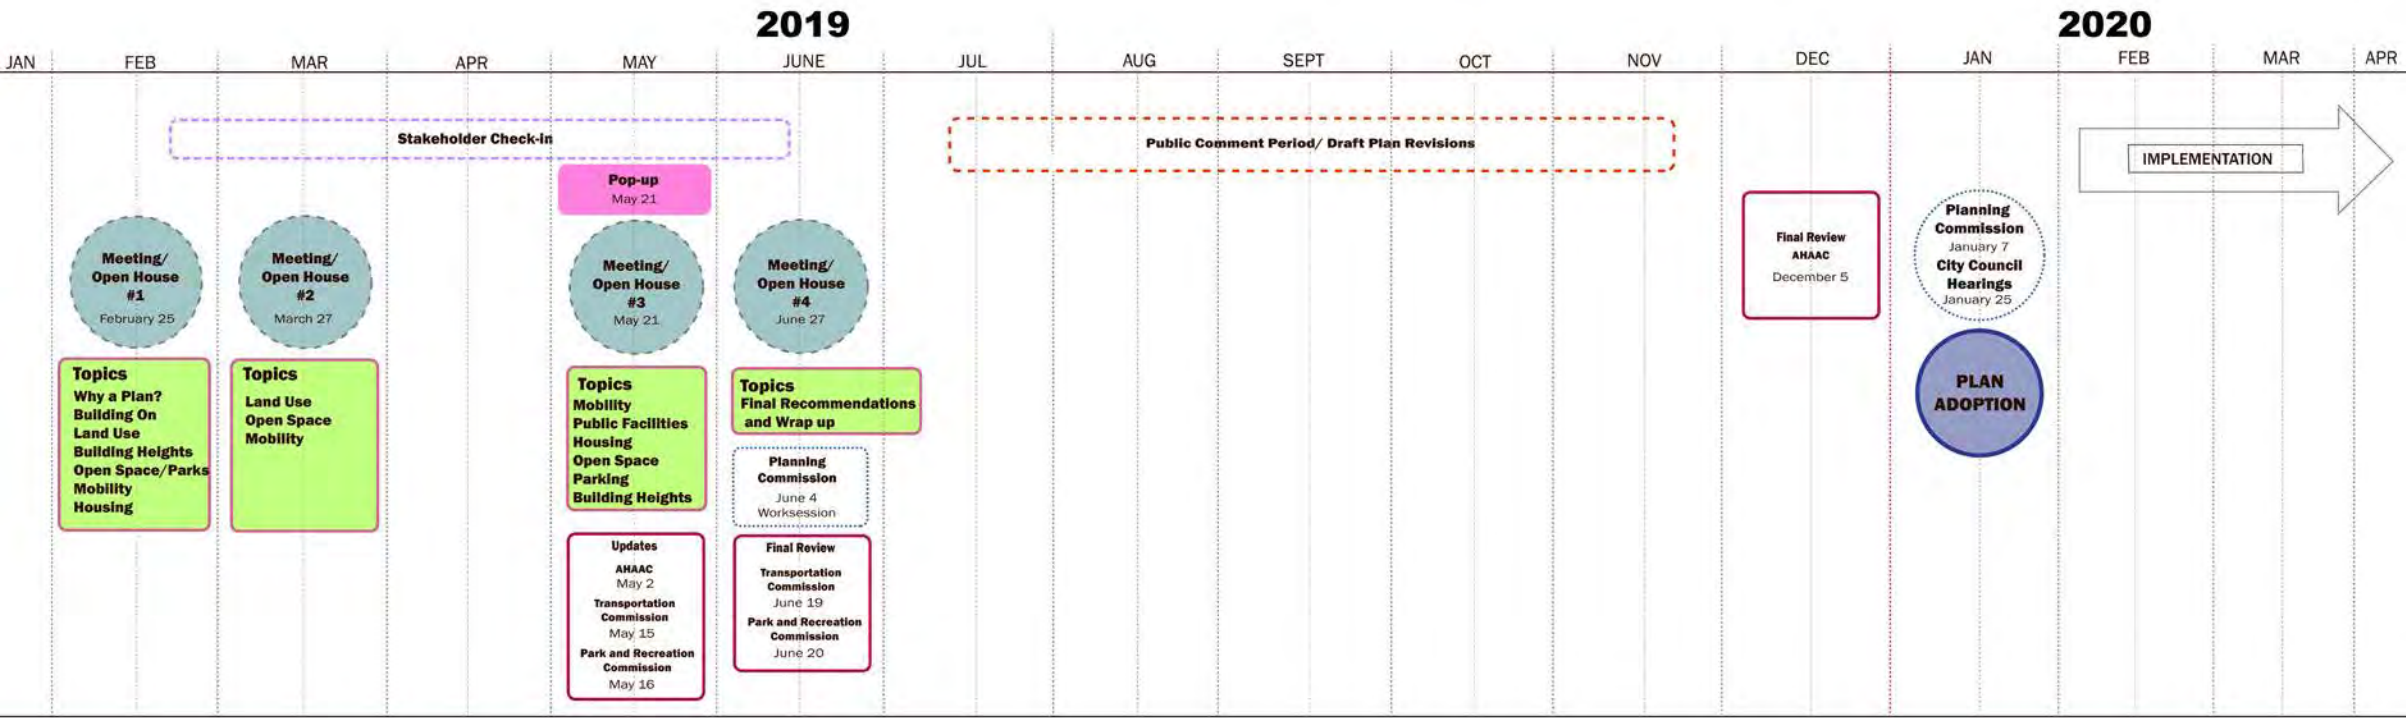 2019
2020
JAN
FEB
MAR
APR
MAY
JUNE
JUL
AUG
SEPT
OCT
NOV
DEC
JAN
FEB
MAR
APR
Stakeholder Check-in
Public Comment Period/ Draft Plan Revisions
IMPLEMENTATION
Pop-up
May 21
Meeting/
Open House
#1
February 25
Meeting/
Open House
#2
March 27
Meeting/
Open House
#3
May 21
Meeting/
Open House
#4
June 27
Final Review
AHAAC
December 5
Planning
Commission
January 7
City Council
Hearings
January 25
PLAN
ADOPTION
Topics
Why a Plan?
Building On
Land Use
Building Heights
Open Space/Parks
Mobility
Housing
Topics
Land Use
Open Space
Mobility
Topics
Mobility
Public Facilities
Housing
Open Space
Parking
Building Heights
Topics
Final Recommendations
and Wrap up
Planning
Commission
June 4
Worksession
Updates
AHAAC
May 2
Transportation
Commission
May 15
Park and Recreation
Commission
May 16
Final Review
Transportation
Commission
June 19
Park and Recreation
Commission
June 20